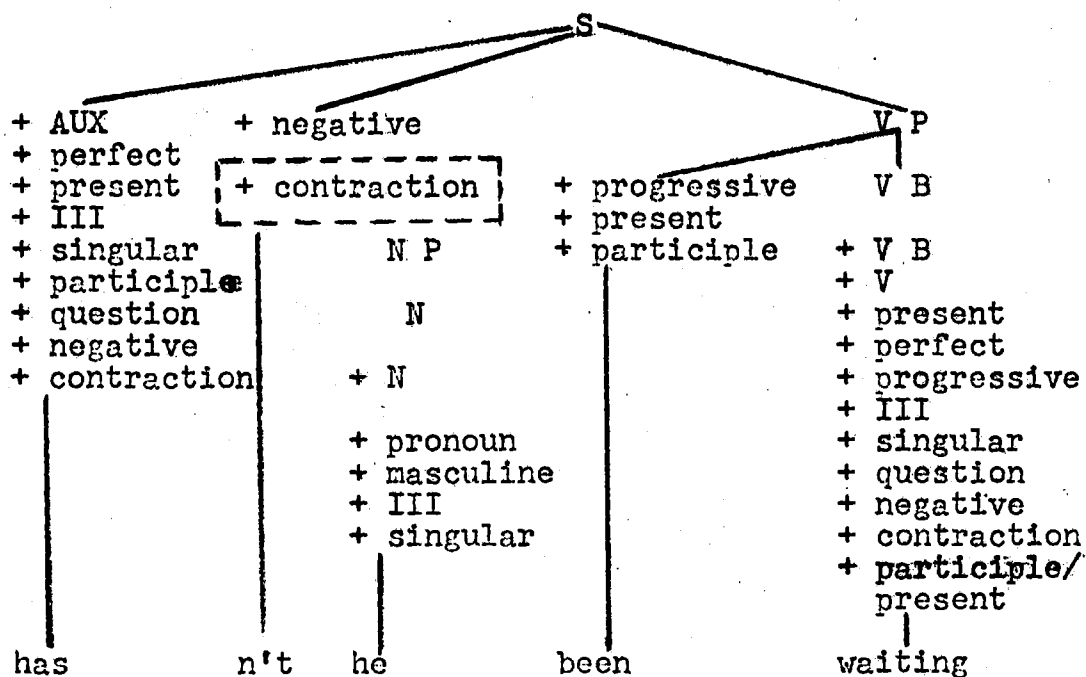 S
+ AUX + negative V P
+ perfect
+ present + contraction + progressive V B
+ III + present
+ singular N P + participle + V B
+ participle + V
+ question N + present
+ negative + perfect
+ contraction + N + progressive
+ III
+ pronoun + singular
+ masculine + question
+ III + negative
+ singular + contraction
+ participle/
present
has n't he been waiting